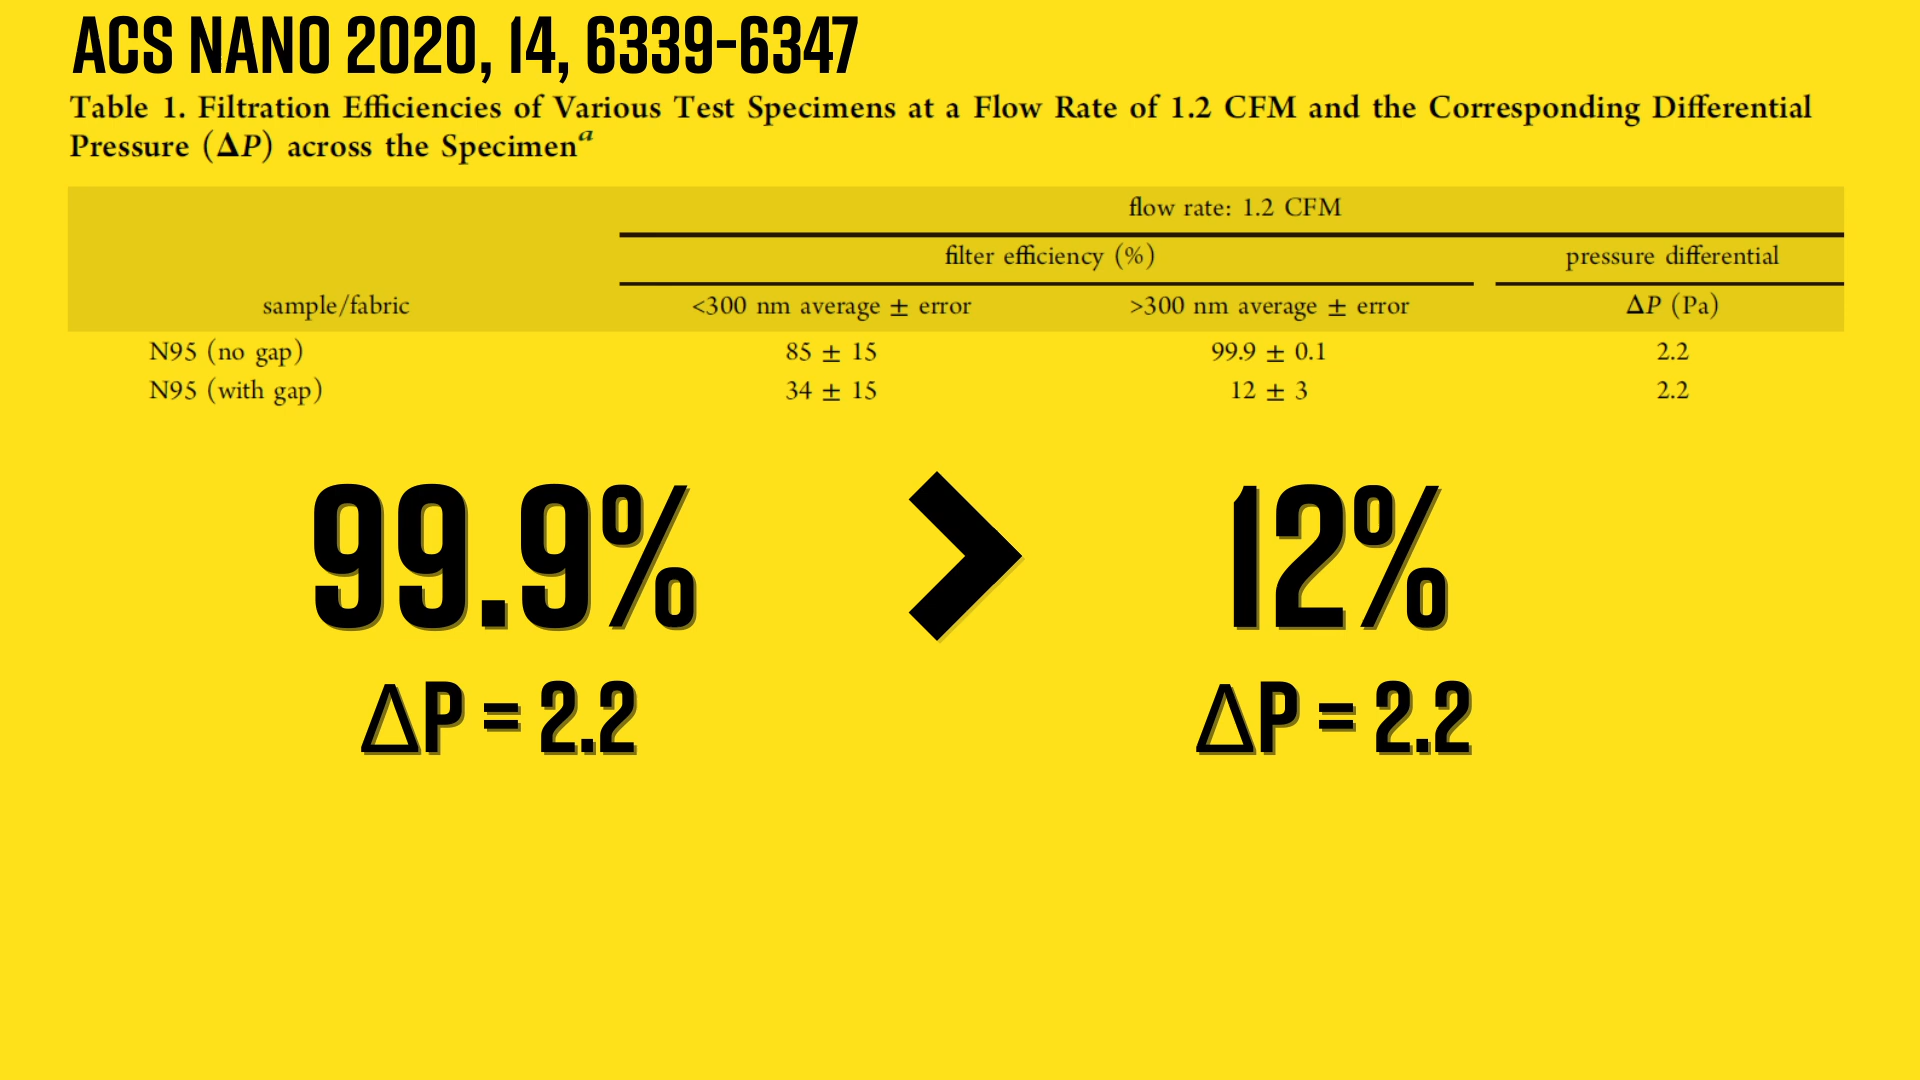 ACS NANO 2020, 14, 6339-6347
Table 1. Filtration Efficiencies of Various Test Specimens at a Flow Rate of 1.2 CFM and the Corresponding Differential
Pressure (ΔP) across the Specimenᵃ
flow rate: 1.2 CFM
filter efficiency (%) pressure differential
sample/fabric <300 nm average ± error >300 nm average ± error ΔP (Pa)
N95 (no gap) 85 ± 15 99.9 ± 0.1 2.2
N95 (with gap) 34 ± 15 12 ± 3 2.2
99.9% > 12%
ΔP = 2.2 ΔP = 2.2